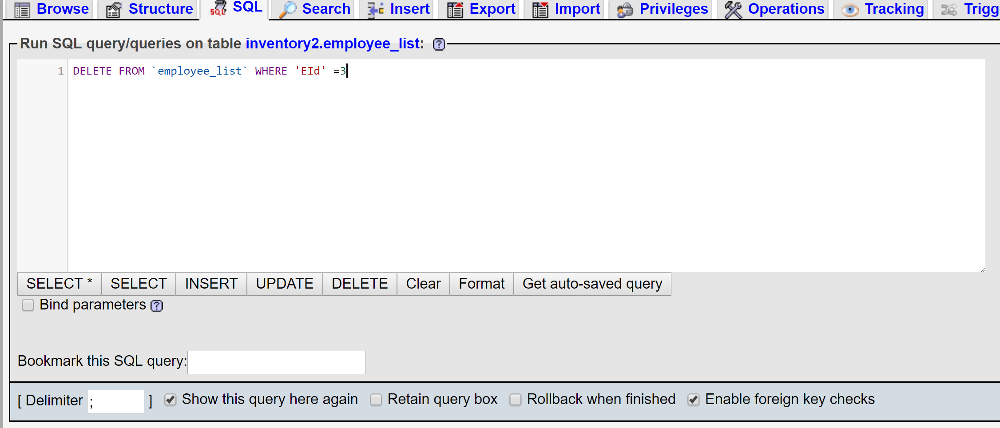 Browse Structure SQL Search Insert Export Import Privileges Operations Tracking Trigg
Run SQL query/queries on table inventory2.employee_list:
1 DELETE FROM `employee_list` WHERE 'EId' =3
SELECT * SELECT INSERT UPDATE DELETE Clear Format Get auto-saved query
Bind parameters
Bookmark this SQL query:
[ Delimiter ; ] Show this query here again Retain query box Rollback when finished Enable foreign key checks